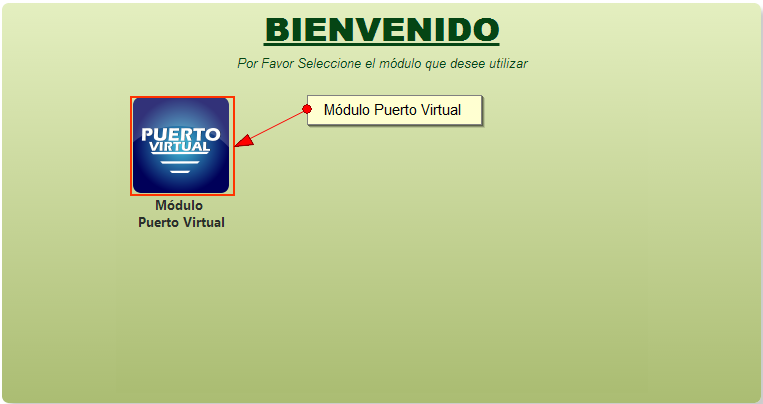 BIENVENIDO
Por Favor Seleccione el módulo que desee utilizar
Módulo Puerto Virtual
PUERTO
VIRTUAL
Módulo
Puerto Virtual